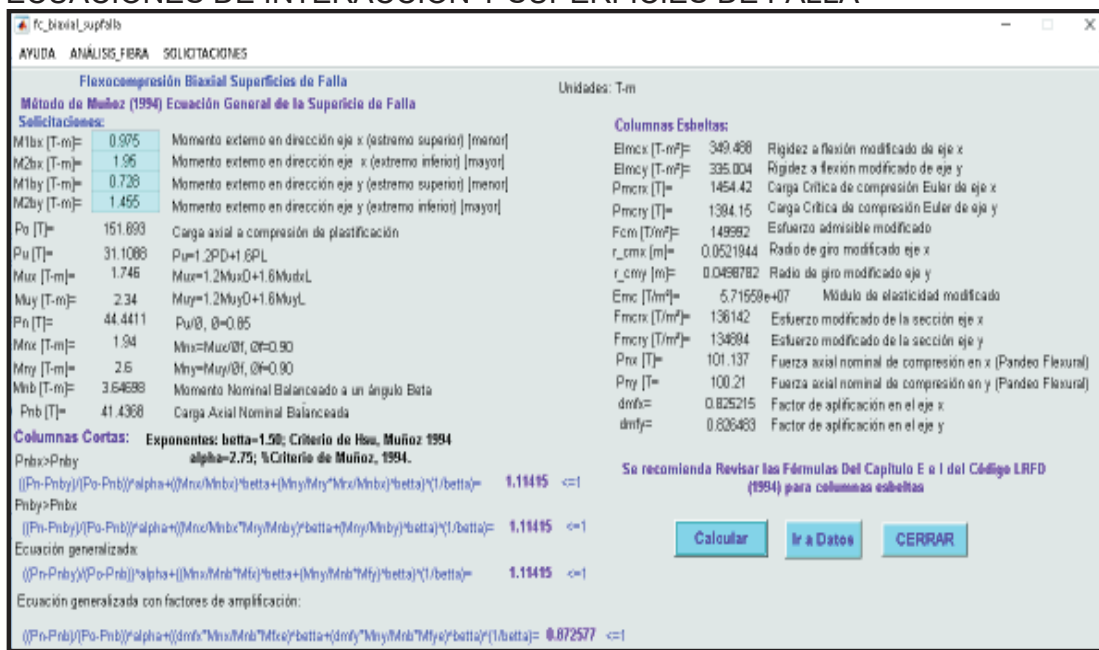 ECUACIONES DE INTERACCIÓN Y SUPERFICIES DE FALLA
fc_biaxial_supfalla
AYUDA ANÁLISIS_FIBRA SOLICITACIONES
Flexocompresión Biaxial Superficies de Falla
Unidades: T-m
Método de Muñoz (1994) Ecuación General de la Supericie de Falla
Solicitaciones:
M1bx [T-m]= 0.975 Momento externo en dirección eje x (estremo superior) [menor]
M2bx [T-m]= 1.95 Momento externo en dirección eje x (extremo inferior) [mayor]
M1by [T-m]= 0.728 Momento externo en dirección eje y (estremo superior) [menor]
M2by [T-m]= 1.455 Momento externo en dirección eje y (extremo inferior) [mayor]
Po [T]= 151.693 Carga axial a compresión de plastificación
Pu [T]= 31.1088 Pu=1.2PD+1.6PL
Mux [T-m]= 1.746 Mux=1.2MuxD+1.6MudxL
Muy [T-m]= 2.34 Muy=1.2MuyD+1.6MuyL
Pn [T]= 44.4411 Pu/Ø, Ø=0.85
Mnx [T-m]= 1.94 Mnx=Mux/Øf, Øf=0.90
Mny [T-m]= 2.6 Mny=Muy/Øf, Øf=0.90
Mnb [T-m]= 3.64698 Momento Nominal Balanceado a un ángulo Beta
Pnb [T]= 41.4368 Carga Axial Nominal Balanceada
Columnas Cortas: Exponentes: betta=1.50; Criterio de Hsu, Muñoz 1994
alpha=2.75; %Criterio de Muñoz, 1994.
Pnbx>Pnby
((Pn-Pnby)/(Po-Pnb))^alpha+((Mnx/Mnbx)^betta+(Mny/Mry*Mrx/Mnbx)^betta)^(1/betta)= 1.11415 <=1
Pnby>Pnbx
((Pn-Pnby)/(Po-Pnb))^alpha+((Mnx/Mnbx*Mny/Mnby)^betta+(Mny/Mnby)^betta)^(1/betta)= 1.11415 <=1
Ecuación generalizada:
((Pn-Pnby)/(Po-Pnb))^alpha+((Mnx/Mnb*Mfx)^betta+(Mny/Mnb*Mfy)^betta)^(1/betta)= 1.11415 <=1
Ecuación generalizada con factores de amplificación:
((Pn-Pnb)/(Po-Pnb))^alpha+((dmfx*Mnx/Mnb*Mfxe)^betta+(dmfy*Mny/Mnb*Mfye)^betta)^(1/betta)= 0.872577 <=1
Columnas Esbeltas:
EImcx [T-m²]= 349.488 Rigidez a flexión modificado de eje x
EImcy [T-m²]= 335.004 Rigidez a flexión modificado de eje y
Pmcrx [T]= 1454.42 Carga Crítica de compresión Euler de eje x
Pmcry [T]= 1394.15 Carga Crítica de compresión Euler de eje y
Fcm [T/m²]= 149992 Esfuerzo admisible modificado
r_cmx [m]= 0.0521944 Radio de giro modificado eje x
r_cmy [m]= 0.0498782 Radio de giro modificado eje y
Emc [T/m²]= 5.71559e+07 Módulo de elasticidad modificado
Fmcrx [T/m²]= 136142 Esfuerzo modificado de la sección eje x
Fmcry [T/m²]= 134694 Esfuerzo modificado de la sección eje y
Pnx [T]= 101.137 Fuerza axial nominal de compresión en x (Pandeo Flexural)
Pny [T= 100.21 Fuerza axial nominal de compresión en y (Pandeo Flexural)
dmfx= 0.825215 Factor de aplificación en el eje x
dmfy= 0.826483 Factor de aplificación en el eje y
Se recomienda Revisar las Fórmulas Del Capítulo E e I del Código LRFD
(1994) para columnas esbeltas
Calcular Ir a Datos CERRAR